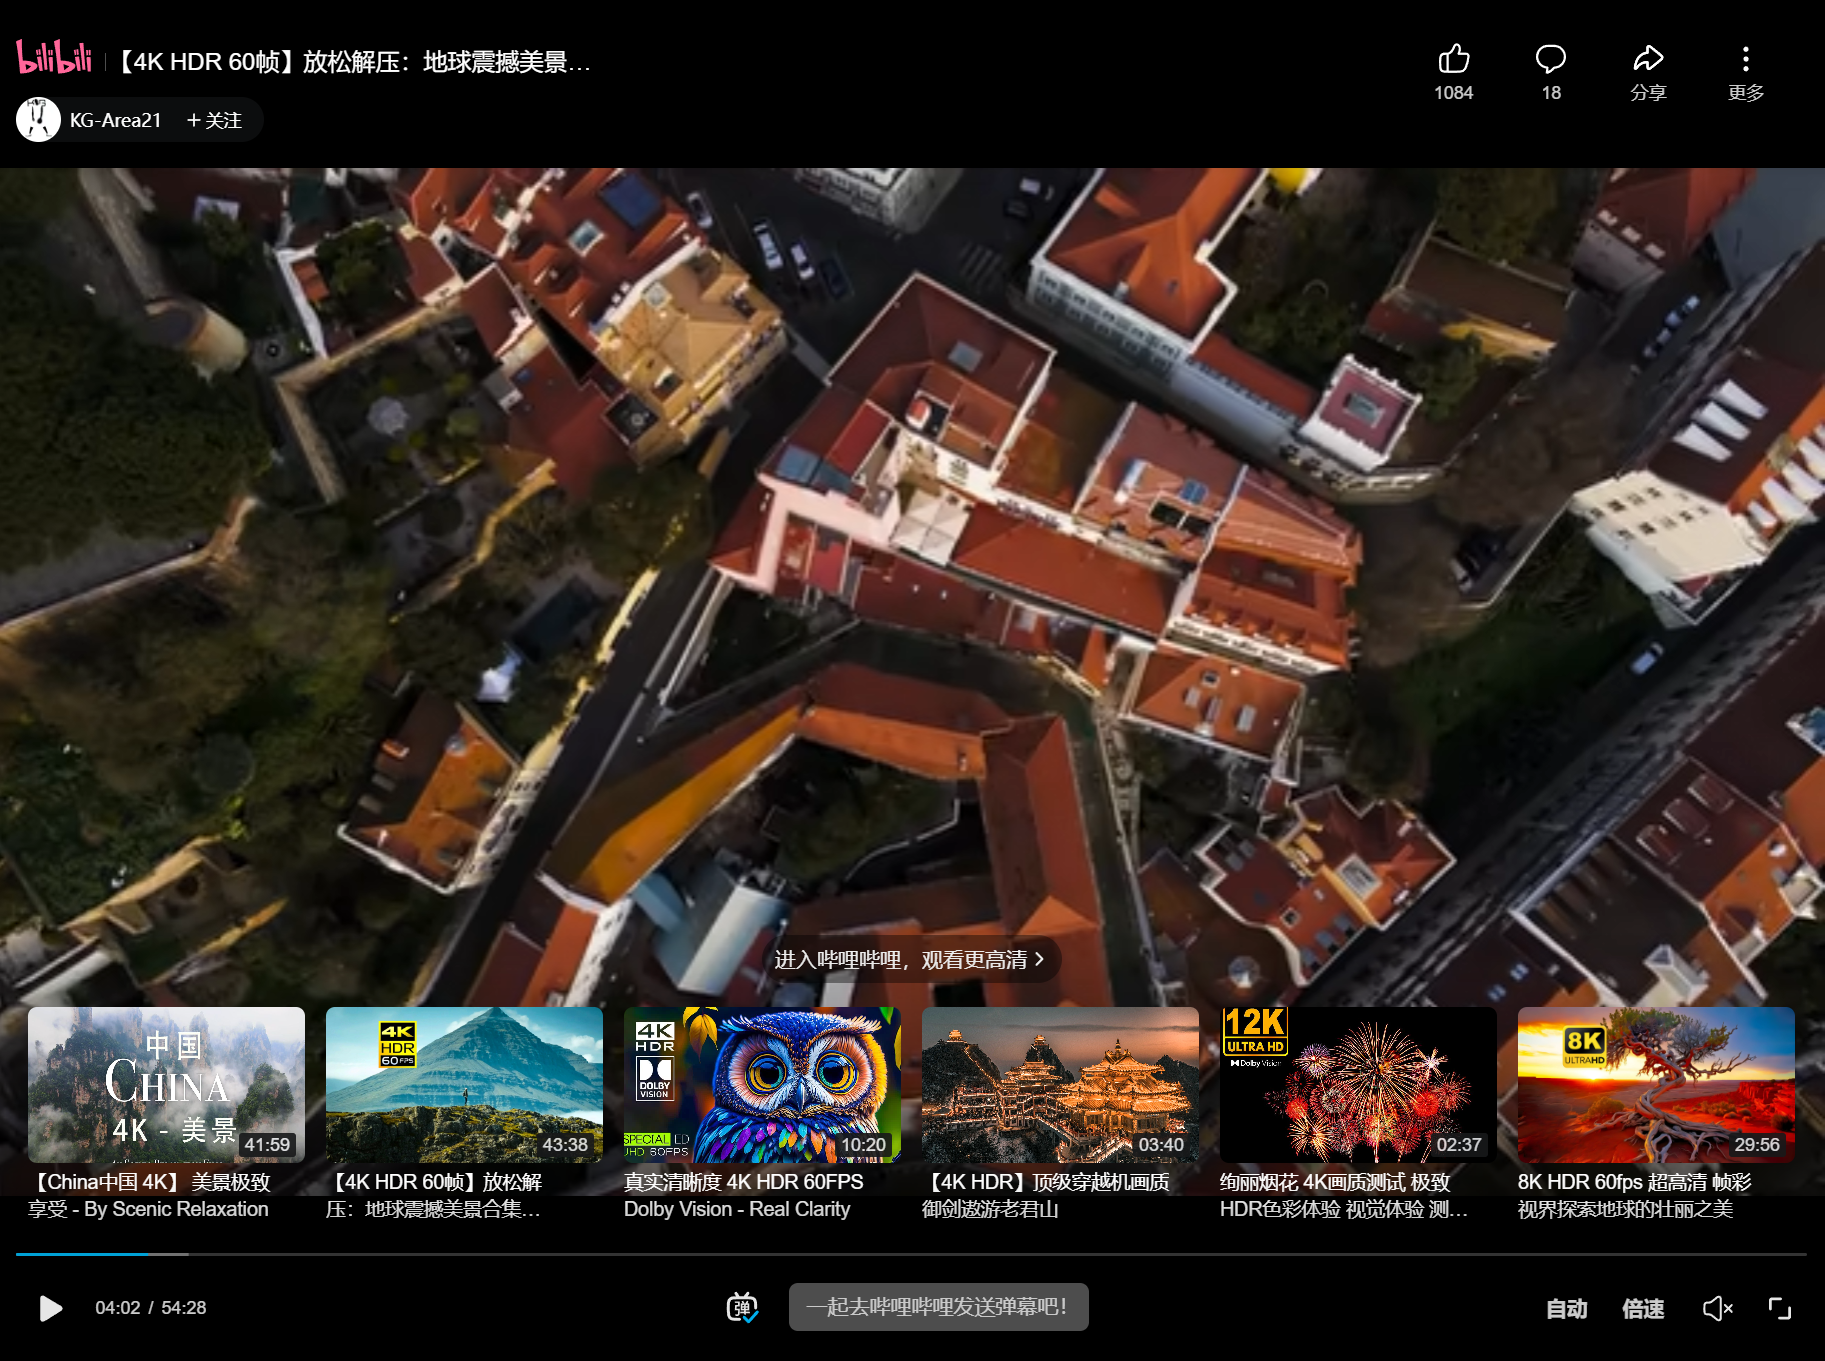 bilibili
【4K HDR 60帧】放松解压：地球震撼美景…
1084
18
分享
更多
KG-Area21
+ 关注
进入哔哩哔哩，观看更高清 >
中国
CHINA
4K - 美景
41:59
4K
HDR
60FPS
43:38
4K
HDR
DOLBY
VISION
SPECIAL ED
UHD 60FPS
10:20
03:40
12K
ULTRA HD
Dolby Vision
02:37
8K
ULTRA HD
29:56
【China中国 4K】 美景极致
享受 - By Scenic Relaxation
【4K HDR 60帧】放松解
压：地球震撼美景合集…
真实清晰度 4K HDR 60FPS
Dolby Vision - Real Clarity
【4K HDR】顶级穿越机画质
御剑遨游老君山
绚丽烟花 4K画质测试 极致
HDR色彩体验 视觉体验 测…
8K HDR 60fps 超高清 帧彩
视界探索地球的壮丽之美
04:02 / 54:28
弹
一起去哔哩哔哩发送弹幕吧！
自动
倍速